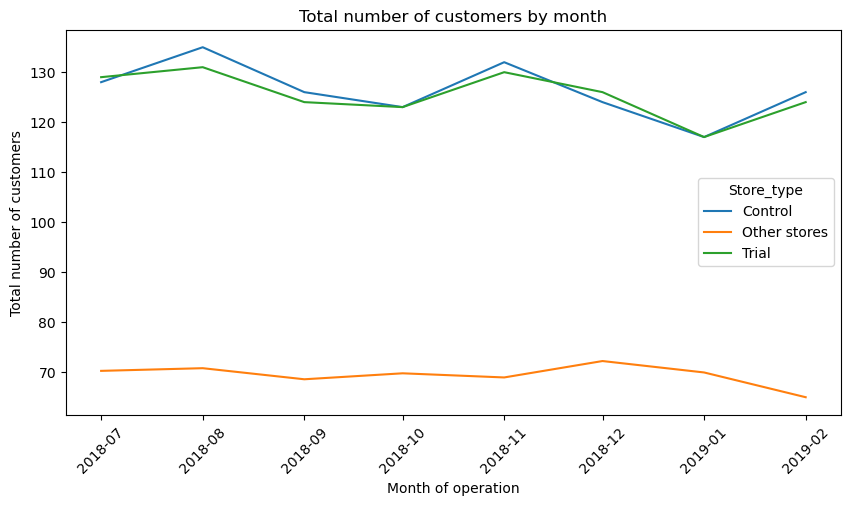 Total number of customers by month
Total number of customers
130
120
110
100
90
80
70
Store_type
Control
Other stores
Trial
2018-07
2018-08
2018-09
2018-10
2018-11
2018-12
2019-01
2019-02
Month of operation